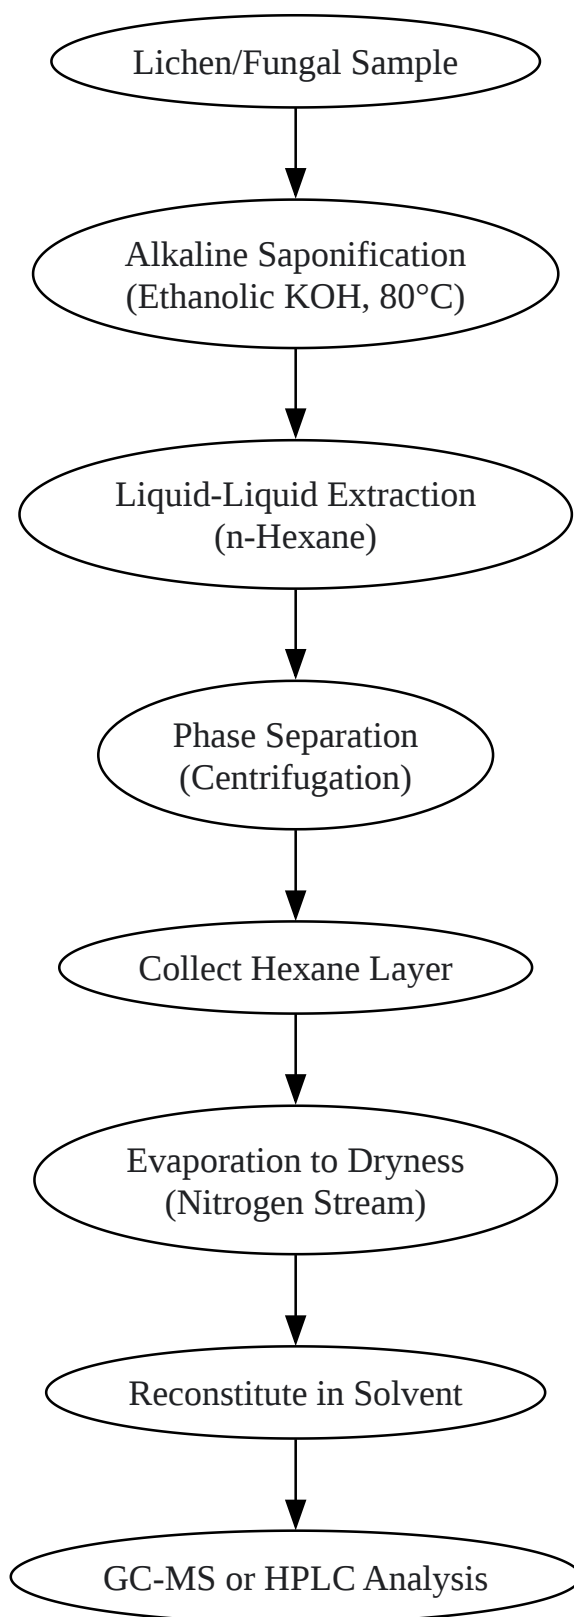 Lichen/Fungal Sample
Alkaline Saponification
(Ethanolic KOH, 80°C)
Liquid-Liquid Extraction
(n-Hexane)
Phase Separation
(Centrifugation)
Collect Hexane Layer
Evaporation to Dryness
(Nitrogen Stream)
Reconstitute in Solvent
GC-MS or HPLC Analysis